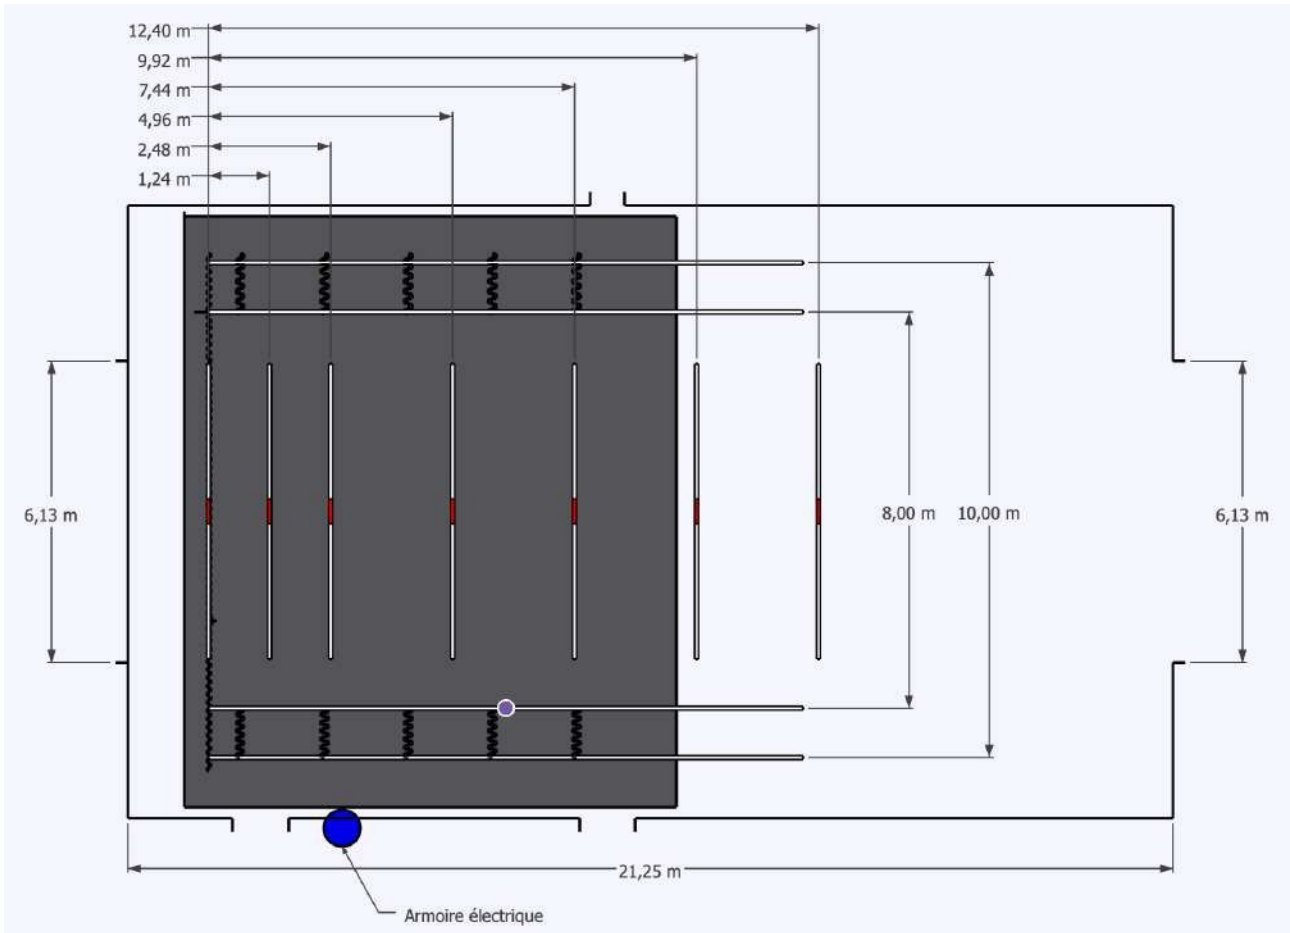 12,40 m
9,92 m
7,44 m
4,96 m
2,48 m
1,24 m
6,13 m
8,00 m
10,00 m
6,13 m
21,25 m
Armoire électrique